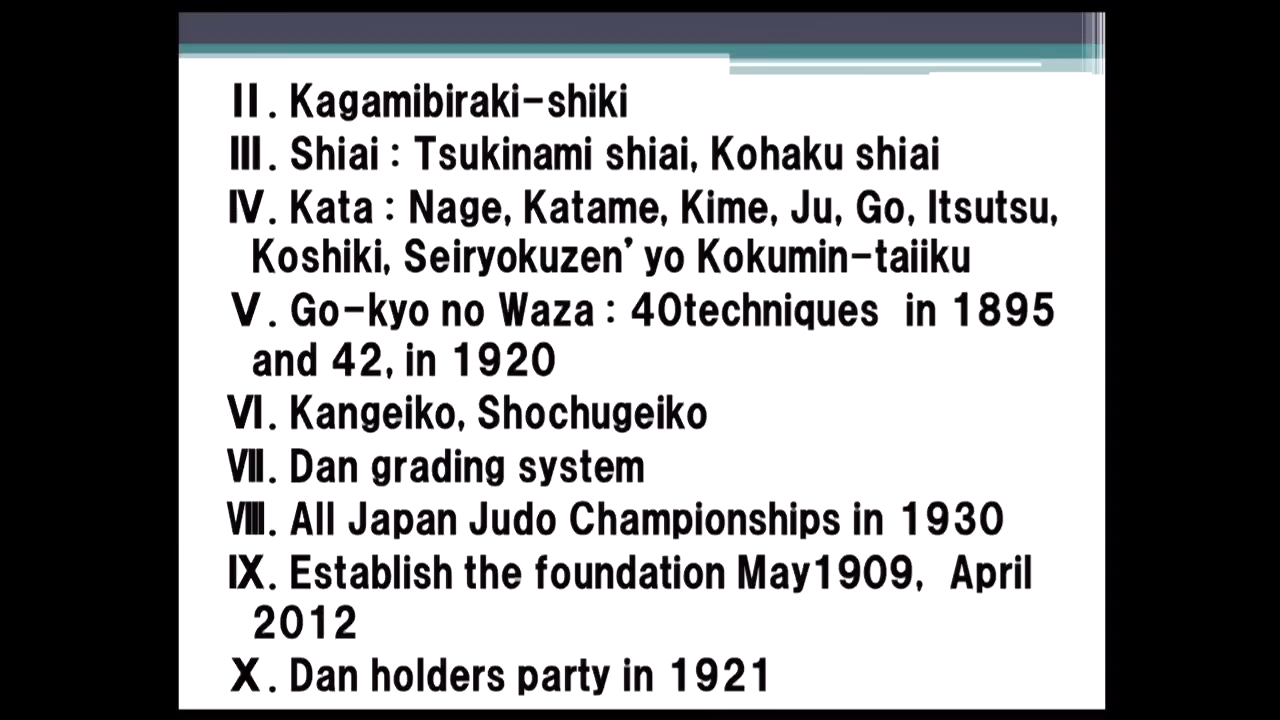 Ⅱ. Kagamibiraki-shiki
Ⅲ. Shiai : Tsukinami shiai, Kohaku shiai
Ⅳ. Kata : Nage, Katame, Kime, Ju, Go, Itsutsu,
Koshiki, Seiryokuzen’yo Kokumin-taiiku
Ⅴ. Go-kyo no Waza : 40techniques  in 1895
and 42, in 1920
Ⅵ. Kangeiko, Shochugeiko
Ⅶ. Dan grading system
Ⅷ. All Japan Judo Championships in 1930
Ⅸ. Establish the foundation May1909,  April
2012
Ⅹ. Dan holders party in 1921